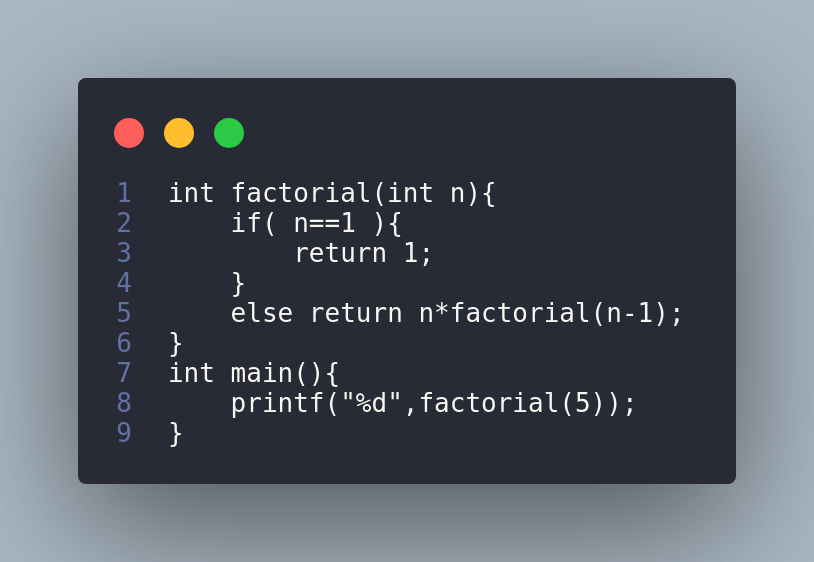 1 int factorial(int n){
2     if( n==1 ){
3         return 1;
4     }
5     else return n*factorial(n-1);
6 }
7 int main(){
8     printf("%d",factorial(5));
9 }